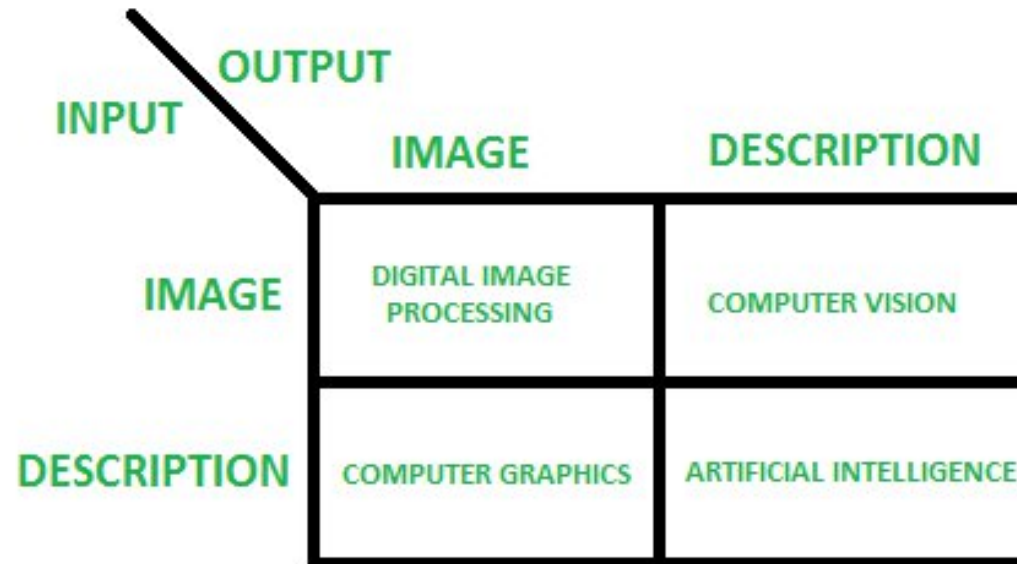 OUTPUT
INPUT
IMAGE DESCRIPTION
IMAGE
DIGITAL IMAGE
PROCESSING
COMPUTER VISION
DESCRIPTION
COMPUTER GRAPHICS
ARTIFICIAL INTELLIGENCE